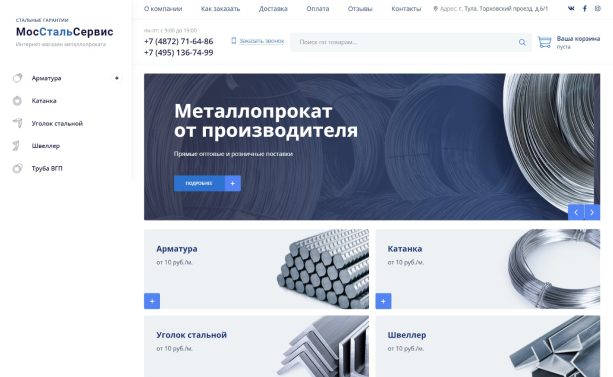 СТАЛЬНЫЕ ГАРАНТИИ
МосСтальСервис
Интернет-магазин металлопроката
Арматура +
Катанка
Уголок стальной
Швеллер
Труба ВГП
О компании Как заказать Доставка Оплата Отзывы Контакты Адрес: г. Тула, Торховский проезд, д.6/1
пн-пт: с 9:00 до 19:00
+7 (4872) 71-64-86
+7 (495) 136-74-99
Заказать звонок
Поиск по товарам...
Ваша корзина
пуста
Металлопрокат
от производителя
Прямые оптовые и розничные поставки
ПОДРОБНЕЕ +
Арматура
от 10 руб./м.
+
Катанка
от 10 руб./м.
+
Уголок стальной
от 10 руб./м.
Швеллер
от 10 руб./м.